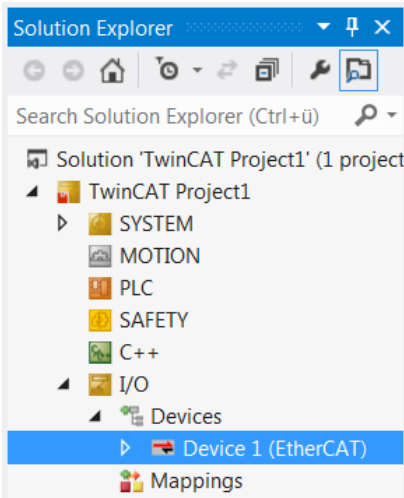 Solution Explorer
Search Solution Explorer (Ctrl+ü)
Solution 'TwinCAT Project1' (1 project
TwinCAT Project1
SYSTEM
MOTION
PLC
SAFETY
C++
I/O
Devices
Device 1 (EtherCAT)
Mappings